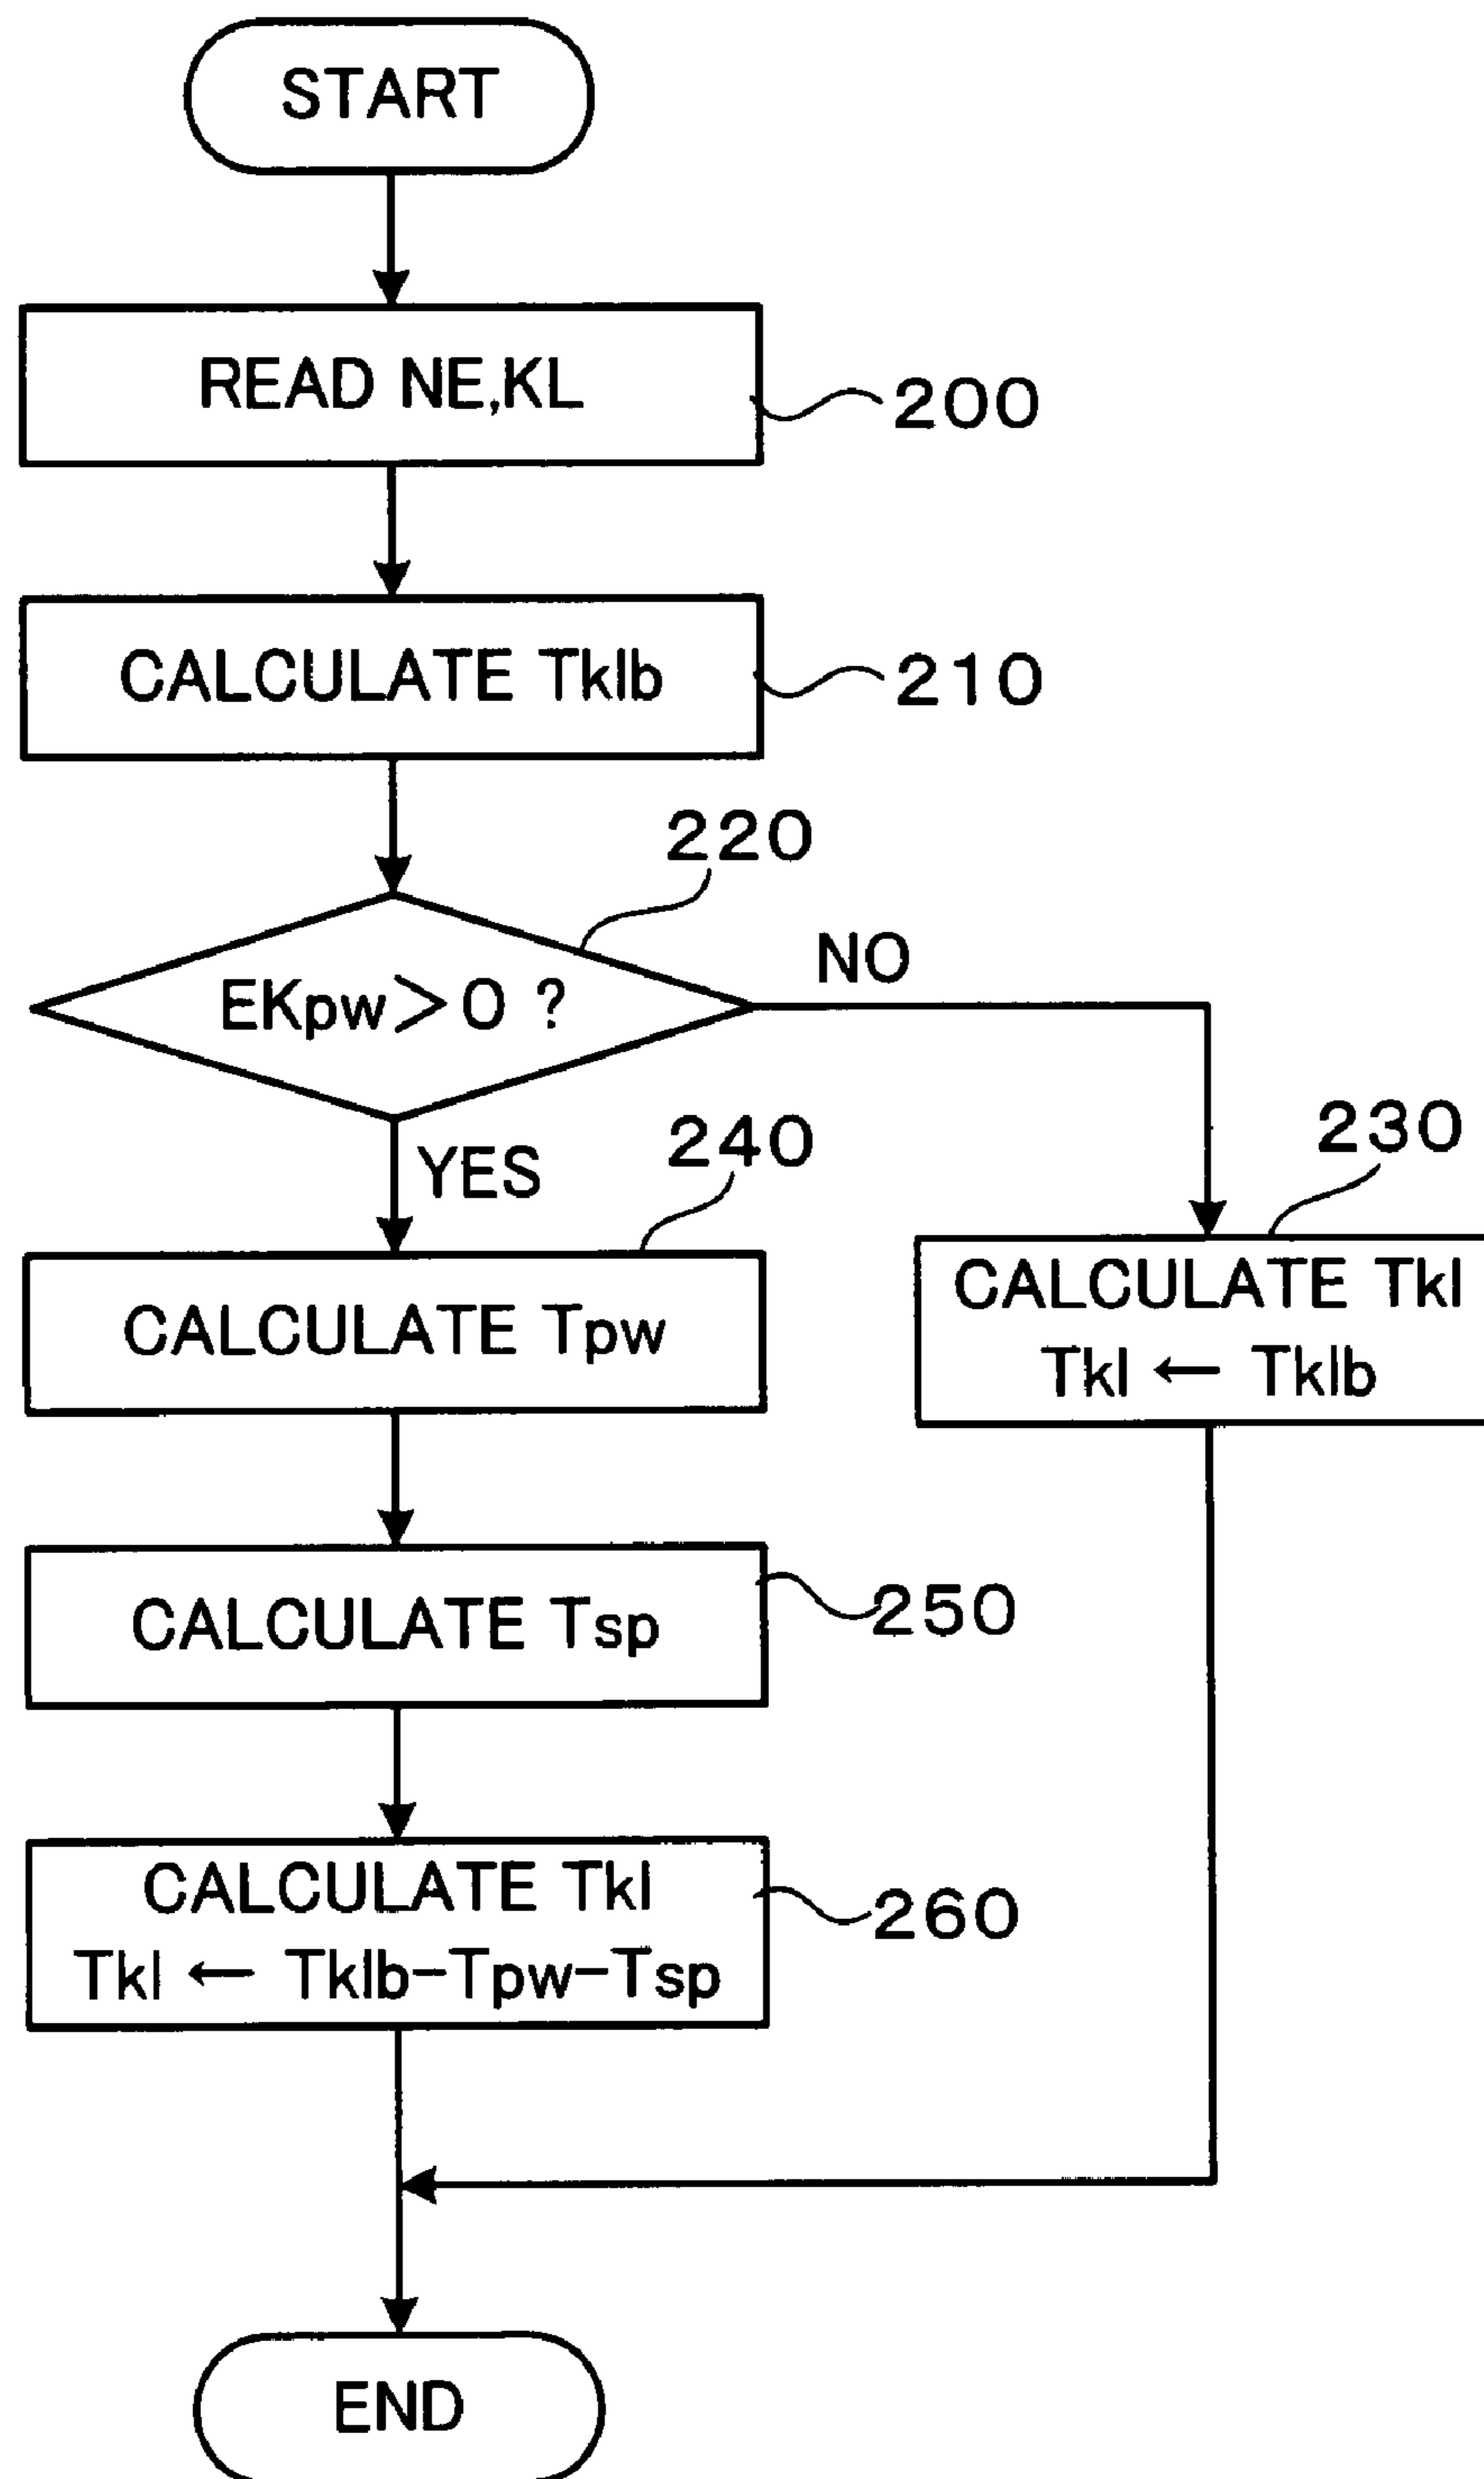 START
READ NE,KL
200
CALCULATE Tklb
210
220
EKpw>0 ?
NO
YES
240
230
CALCULATE Tpw
CALCULATE Tkl
Tkl ← Tklb
CALCULATE Tsp
250
CALCULATE Tkl
Tkl ← Tklb-Tpw-Tsp
260
END